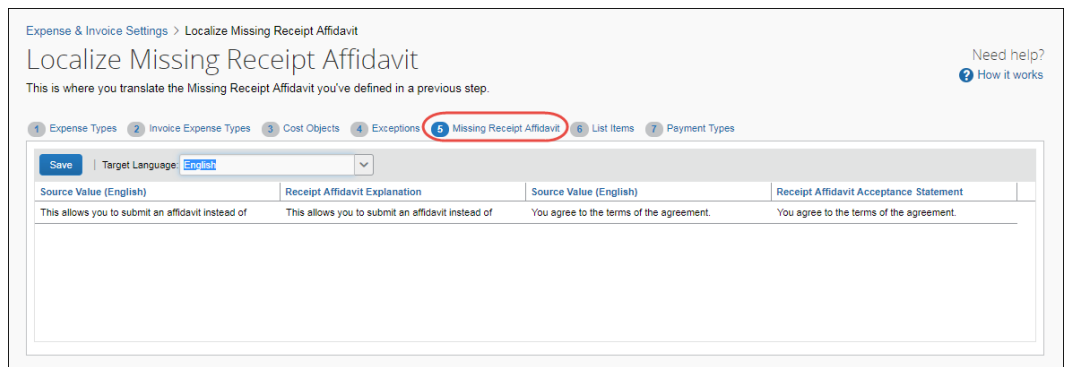 Expense & Invoice Settings > Localize Missing Receipt Affidavit
Localize Missing Receipt Affidavit
Need help?
? How it works
This is where you translate the Missing Receipt Affidavit you've defined in a previous step.
1 Expense Types 2 Invoice Expense Types 3 Cost Objects 4 Exceptions 5 Missing Receipt Affidavit 6 List Items 7 Payment Types
Save | Target Language: English
Source Value (English) Receipt Affidavit Explanation Source Value (English) Receipt Affidavit Acceptance Statement
This allows you to submit an affidavit instead of This allows you to submit an affidavit instead of You agree to the terms of the agreement. You agree to the terms of the agreement.